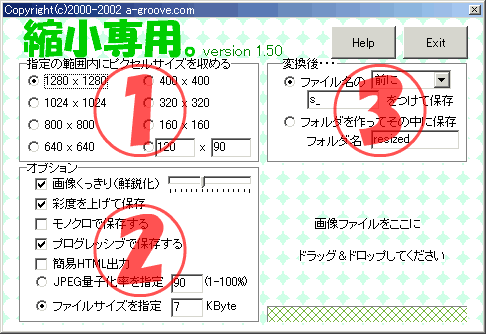 Copyright(c)2000-2002 a-groove.com
縮小専用。 version 1.50
Help
Exit
指定の範囲内にピクセルサイズを収める
1280 x 1280
400 x 400
1024 x 1024
320 x 320
800 x 800
160 x 160
640 x 640
120 x 90
1
変換後・・・
ファイル名の 前に
s_ をつけて保存
フォルダを作ってその中に保存
フォルダ名 resized
3
オプション
画像くっきり(鮮鋭化)
彩度を上げて保存
モノクロで保存する
プログレッシブで保存する
簡易HTML出力
JPEG量子化率を指定 90 (1-100%)
ファイルサイズを指定 7 KByte
2
画像ファイルをここに
ドラッグ＆ドロップしてください